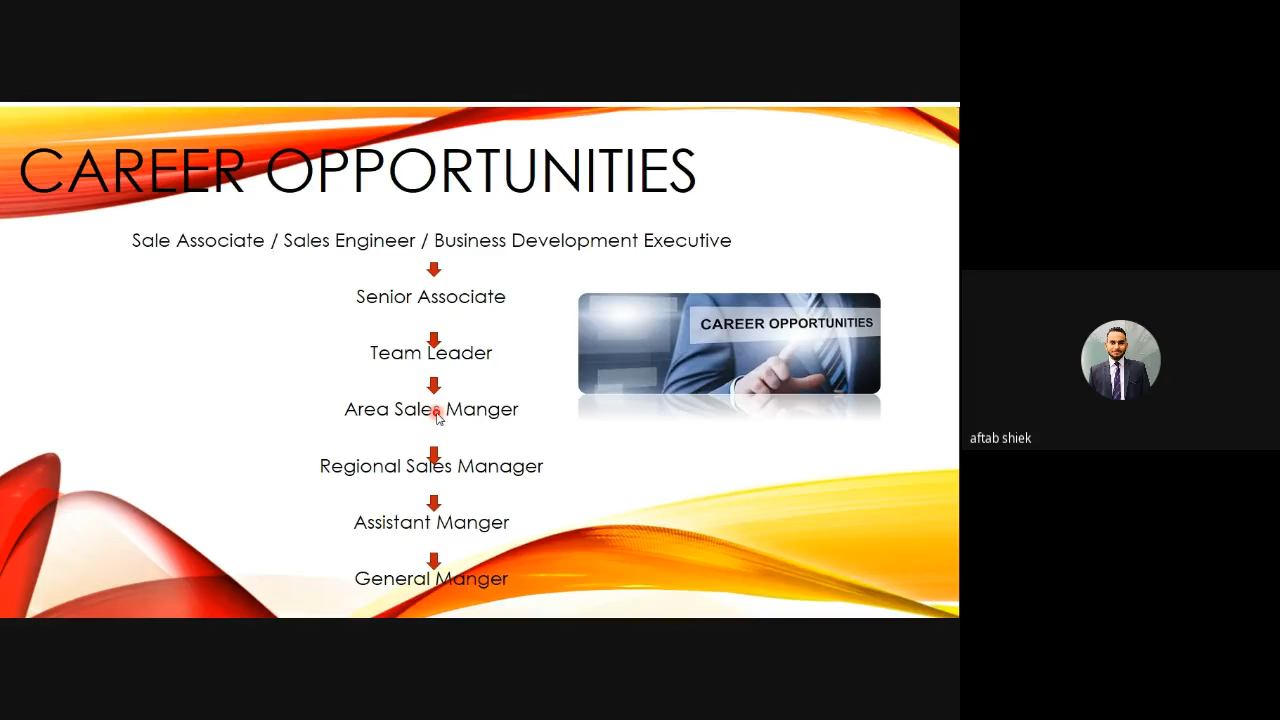 CAREER OPPORTUNITIES
Sale Associate / Sales Engineer / Business Development Executive
Senior Associate
CAREER OPPORTUNITIES
Team Leader
Area Sales Manger
Regional Sales Manager
Assistant Manger
General Manger
aftab shiek